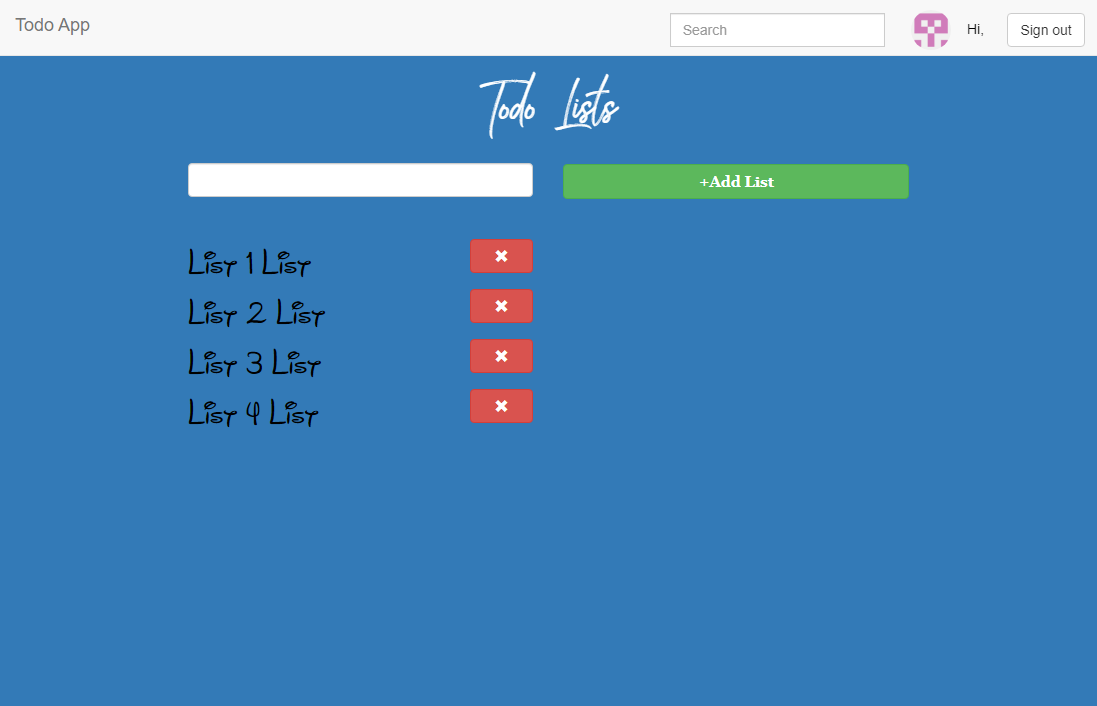 Todo App
Search
Hi,
Sign out
Todo Lists
+Add List
List 1 List
List 2 List
List 3 List
List 4 List